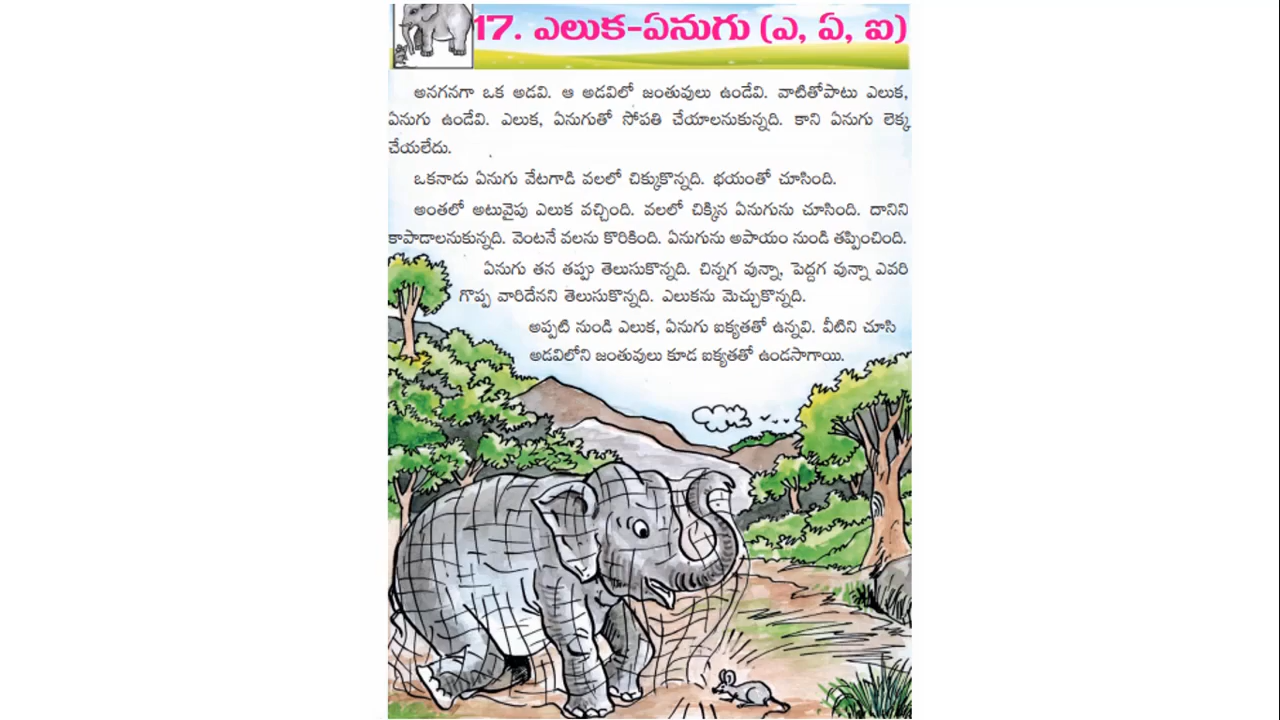 17. ఎలుక-ఏనుగు (ఎ, ఏ, ఐ)
అనగనగా ఒక అడవి. ఆ అడవిలో జంతువులు ఉండేవి. వాటితోపాటు ఎలుక,
ఏనుగు ఉండేవి. ఎలుక, ఏనుగుతో సోపతి చేయాలనుకున్నది. కాని ఏనుగు లెక్క
చేయలేదు.
ఒకనాడు ఏనుగు వేటగాడి వలలో చిక్కుకొన్నది. భయంతో చూసింది.
అంతలో అటువైపు ఎలుక వచ్చింది. వలలో చిక్కిన ఏనుగును చూసింది. దానిని
కాపాడాలనుకున్నది. వెంటనే వలను కొరికింది. ఏనుగును అపాయం నుండి తప్పించింది.
ఏనుగు తన తప్పు తెలుసుకొన్నది. చిన్నగ వున్నా, పెద్దగ వున్నా ఎవరి
గొప్ప వారిదేనని తెలుసుకొన్నది. ఎలుకను మెచ్చుకొన్నది.
అప్పటి నుండి ఎలుక, ఏనుగు ఐక్యతతో ఉన్నవి. వీటిని చూసి
అడవిలోని జంతువులు కూడ ఐక్యతతో ఉండసాగాయి.